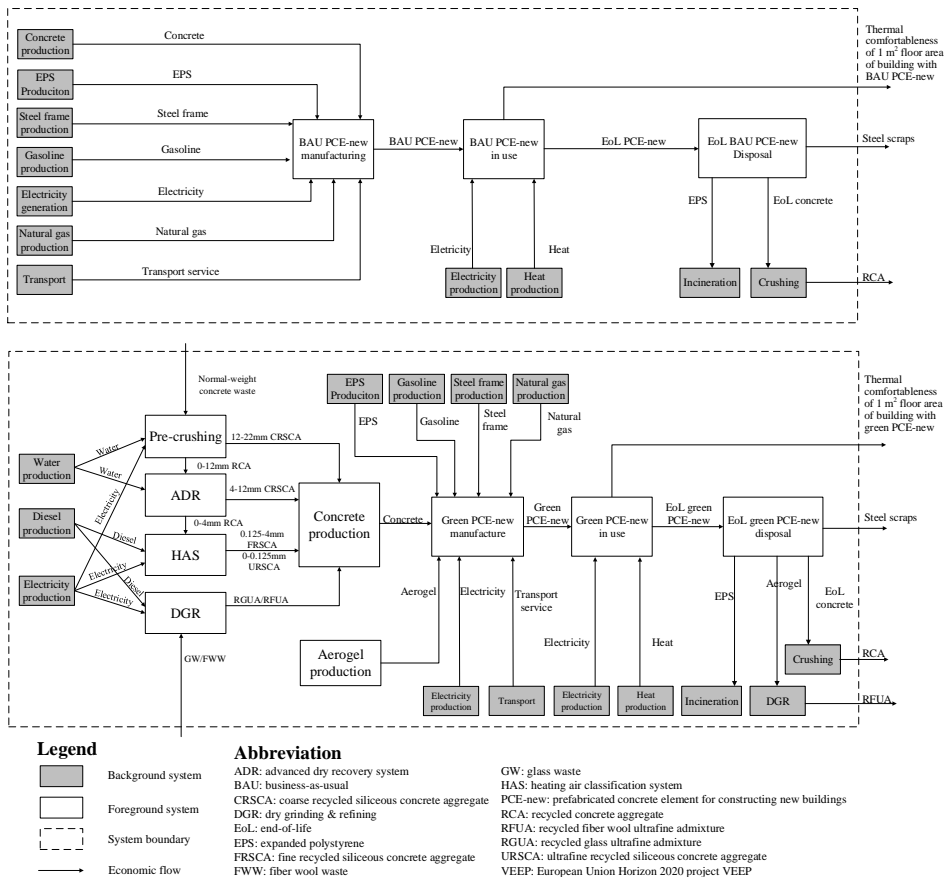 Concrete
production
Concrete
EPS
Produciton
EPS
Steel frame
production
Steel frame
Gasoline
production
Gasoline
Electricity
generation
Electricity
Natural gas
production
Natural gas
Transport
Transport service
BAU PCE-new
manufacturing
BAU PCE-new
BAU PCE-new
in use
EoL PCE-new
EoL BAU PCE-new
Disposal
Thermal
comfortableness
of 1 m² floor area
of building with
BAU PCE-new
Steel scraps
EPS
EoL concrete
Eletricity
Heat
Electricity
production
Heat
production
Incineration
Crushing
RCA
Normal-weight
concrete waste
Pre-crushing
12-22mm CRSCA
Water
production
Water
Water
0-12mm RCA
ADR
4-12mm CRSCA
Electricity
Diesel
production
Diesel
0-4mm RCA
HAS
0.125-4mm
FRSCA
0-0.125mm
URSCA
Electricity
production
Electricity
Diesel
Electricity
DGR
RGUA/RFUA
GW/FWW
Concrete
production
Concrete
EPS
Produciton
Gasoline
production
Steel frame
production
Natural gas
production
EPS
Gasoline
Steel
frame
Natural
gas
Green PCE-new
manufacture
Green
PCE-new
Green PCE-new
in use
EoL green
PCE-new
EoL green PCE-new
disposal
Thermal
comfortableness
of 1 m² floor area
of building with
green PCE-new
Steel scraps
Aerogel
Electricity
Transport
service
Aerogel
production
Electricity
production
Transport
Electricity
Heat
Electricity
production
Heat
production
EPS
Aerogel
EoL
concrete
Crushing
RCA
Incineration
DGR
RFUA
Legend
Background system
Foreground system
System boundary
Economic flow
Abbreviation
ADR: advanced dry recovery system
BAU: business-as-usual
CRSCA: coarse recycled siliceous concrete aggregate
DGR: dry grinding & refining
EoL: end-of-life
EPS: expanded polystyrene
FRSCA: fine recycled siliceous concrete aggregate
FWW: fiber wool waste
GW: glass waste
HAS: heating air classification system
PCE-new: prefabricated concrete element for constructing new buildings
RCA: recycled concrete aggregate
RFUA: recycled fiber wool ultrafine admixture
RGUA: recycled glass ultrafine admixture
URSCA: ultrafine recycled siliceous concrete aggregate
VEEP: European Union Horizon 2020 project VEEP